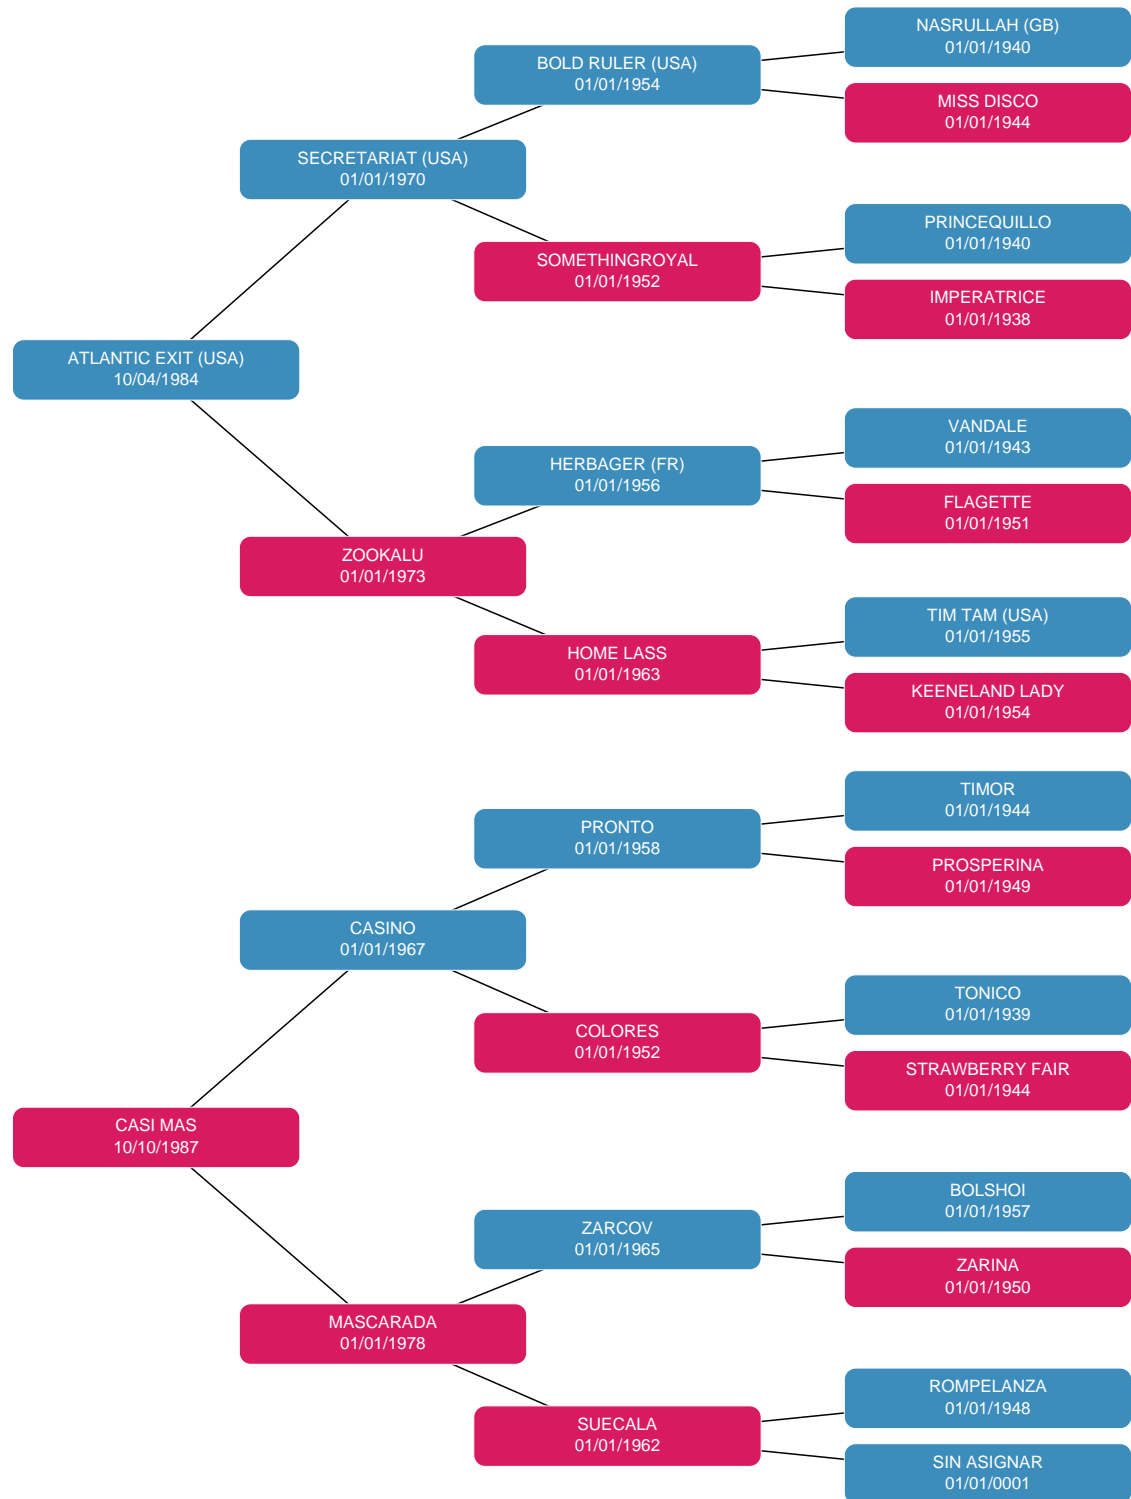 NASRULLAH (GB)
01/01/1940
BOLD RULER (USA)
01/01/1954
MISS DISCO
01/01/1944
SECRETARIAT (USA)
01/01/1970
PRINCEQUILLO
01/01/1940
SOMETHINGROYAL
01/01/1952
IMPERATRICE
01/01/1938
ATLANTIC EXIT (USA)
10/04/1984
VANDALE
01/01/1943
HERBAGER (FR)
01/01/1956
FLAGETTE
01/01/1951
ZOOKALU
01/01/1973
TIM TAM (USA)
01/01/1955
HOME LASS
01/01/1963
KEENELAND LADY
01/01/1954
TIMOR
01/01/1944
PRONTO
01/01/1958
PROSPERINA
01/01/1949
CASINO
01/01/1967
TONICO
01/01/1939
COLORES
01/01/1952
STRAWBERRY FAIR
01/01/1944
CASI MAS
10/10/1987
BOLSHOI
01/01/1957
ZARCOV
01/01/1965
ZARINA
01/01/1950
MASCARADA
01/01/1978
ROMPELANZA
01/01/1948
SUECALA
01/01/1962
SIN ASIGNAR
01/01/0001